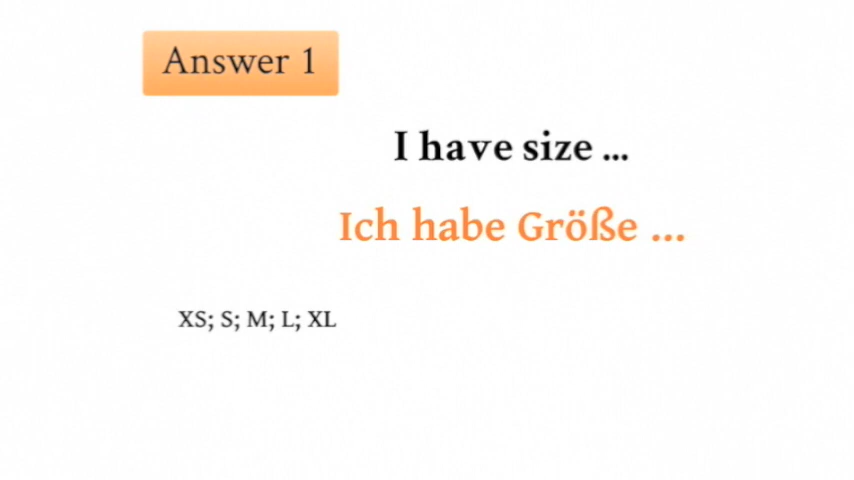 Answer 1
I have size ...
Ich habe Größe ...
XS; S; M; L; XL